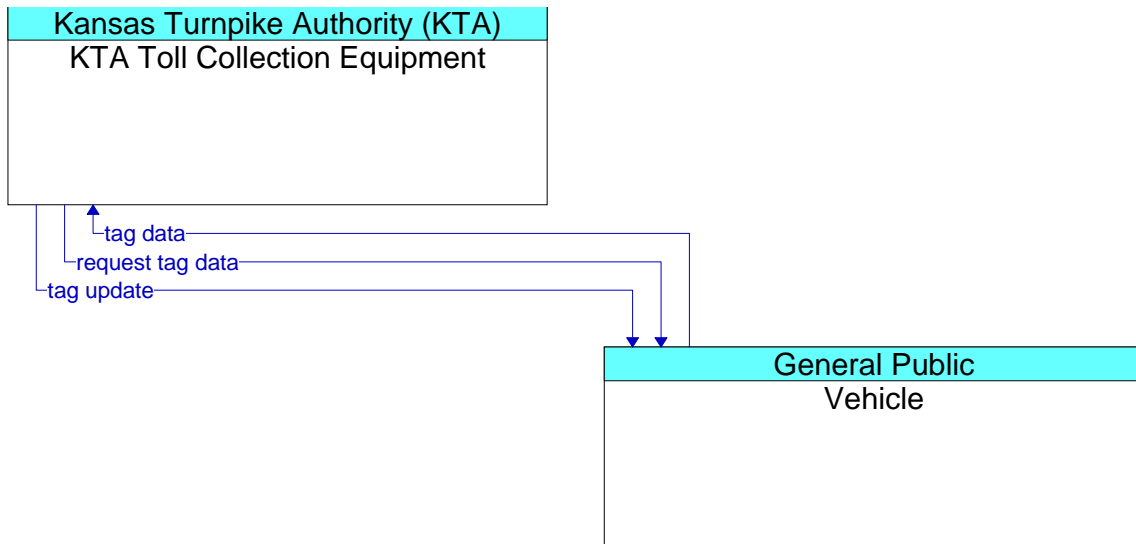 Kansas Turnpike Authority (KTA)
KTA Toll Collection Equipment
tag data
request tag data
tag update
General Public
Vehicle